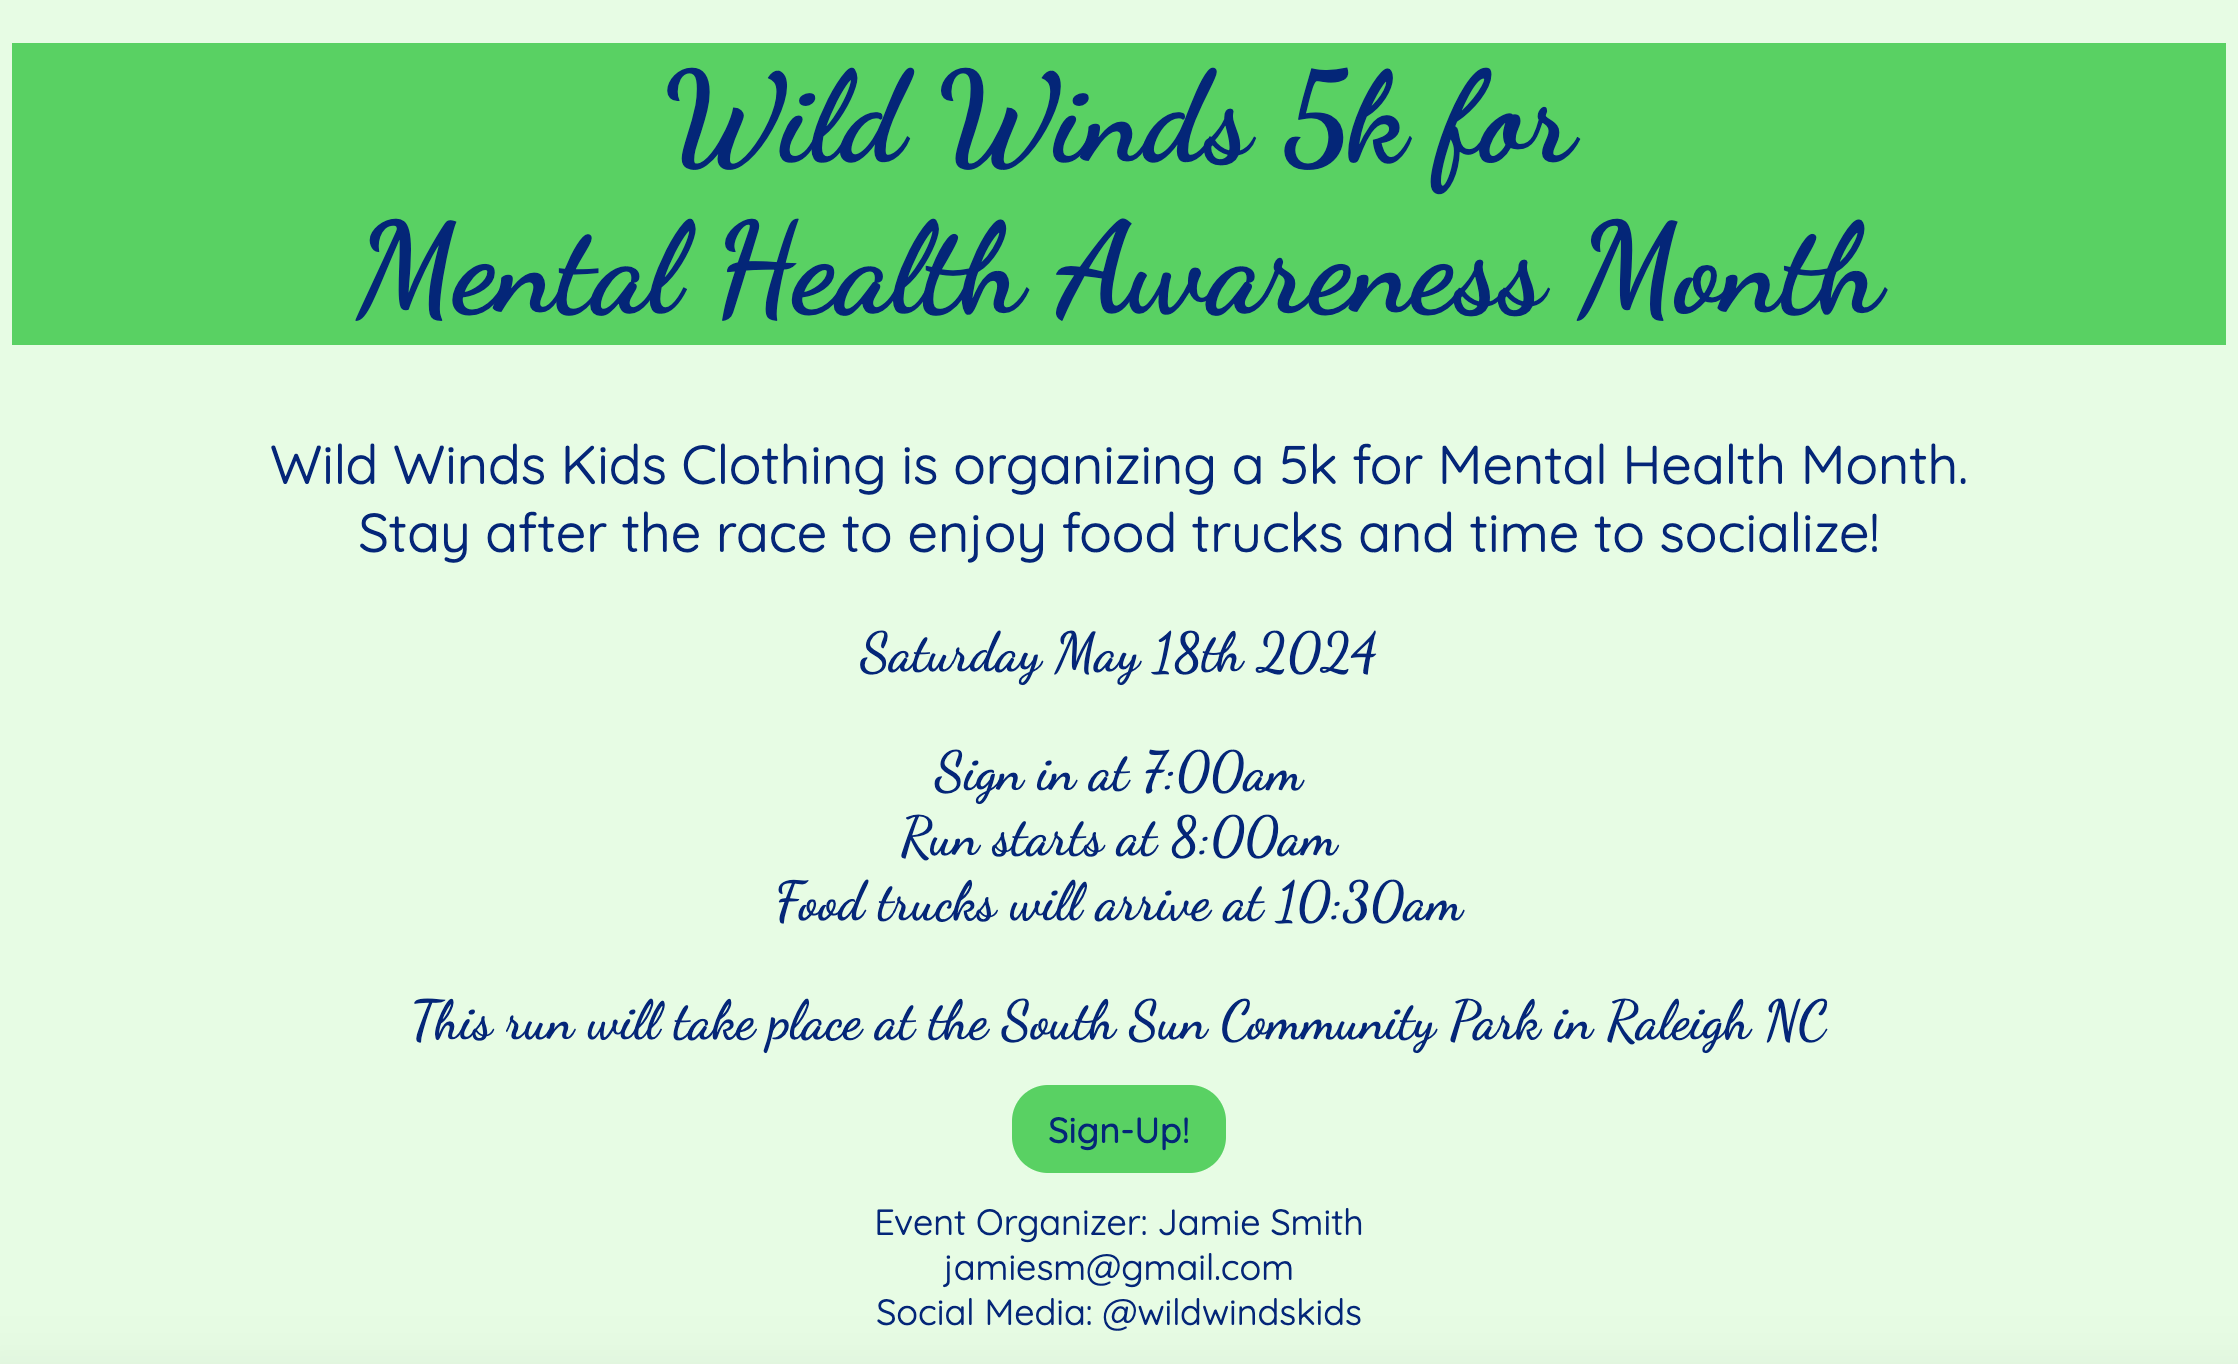 Wild Winds 5k for
Mental Health Awareness Month
Wild Winds Kids Clothing is organizing a 5k for Mental Health Month.
Stay after the race to enjoy food trucks and time to socialize!
Saturday May 18th 2024
Sign in at 7:00am
Run starts at 8:00am
Food trucks will arrive at 10:30am
This run will take place at the South Sun Community Park in Raleigh NC
Sign-Up!
Event Organizer: Jamie Smith
jamiesm@gmail.com
Social Media: @wildwindskids